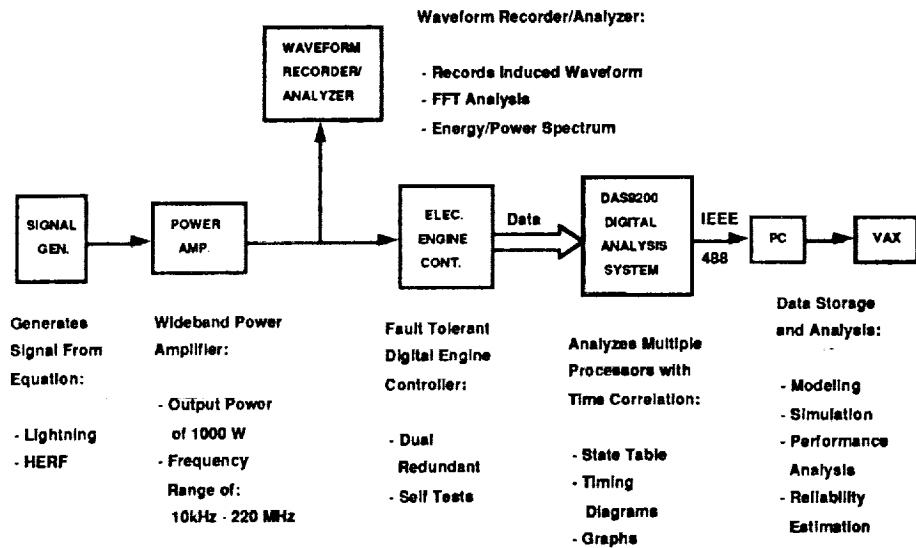 Waveform Recorder/Analyzer:
- Records Induced Waveform
- FFT Analysis
- Energy/Power Spectrum
WAVEFORM
RECORDER/
ANALYZER
SIGNAL
GEN.
POWER
AMP.
ELEC.
ENGINE
CONT.
Data
DAS9200
DIGITAL
ANALYSIS
SYSTEM
IEEE
488
PC
VAX
Generates
Signal From
Equation:
- Lightning
- HERF
Wideband Power
Amplifier:
- Output Power
of 1000 W
- Frequency
Range of:
10kHz - 220 MHz
Fault Tolerant
Digital Engine
Controller:
- Dual
Redundant
- Self Tests
Analyzes Multiple
Processors with
Time Correlation:
- State Table
- Timing
Diagrams
- Graphs
Data Storage
and Analysis:
- Modeling
- Simulation
- Performance
Analysis
- Reliability
Estimation